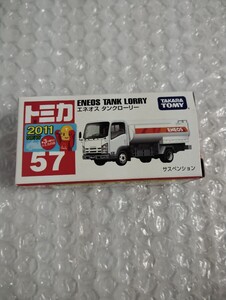 トミカ
2011
57
ENEOS TANK LORRY
エネオス タンクローリー
TAKARA TOMY
ENEOS
サスペンション